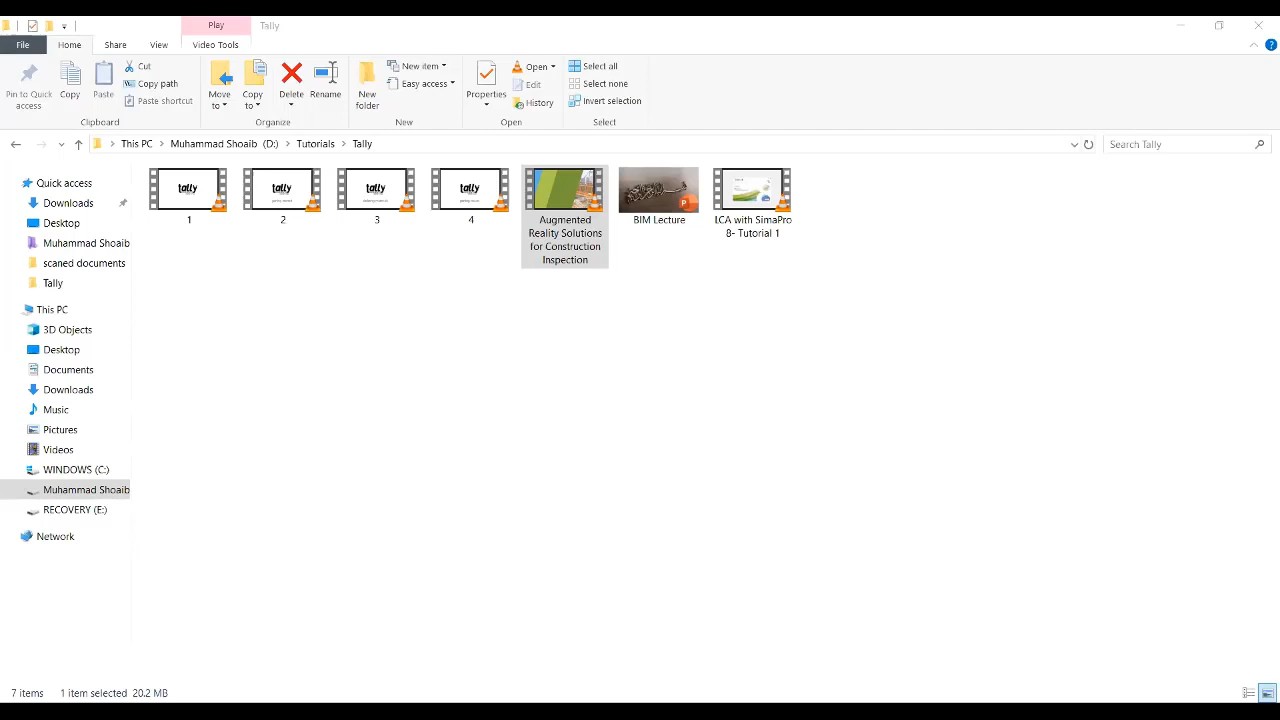 Play
Tally
File
Home
Share
View
Video Tools
Pin to Quick access
Copy
Paste
Cut
Copy path
Paste shortcut
Clipboard
Move to
Copy to
Delete
Rename
Organize
New folder
New item
Easy access
New
Properties
Open
Edit
History
Open
Select all
Select none
Invert selection
Select
This PC
Muhammad Shoaib (D:)
Tutorials
Tally
Search Tally
Quick access
Downloads
Desktop
Muhammad Shoaib
scaned documents
Tally
This PC
3D Objects
Desktop
Documents
Downloads
Music
Pictures
Videos
WINDOWS (C:)
Muhammad Shoaib
RECOVERY (E:)
Network
tally
1
tally
2
tally
3
tally
4
Augmented
Reality Solutions
for Construction
Inspection
P
BIM Lecture
LCA with SimaPro
8- Tutorial 1
7 items
1 item selected 20.2 MB